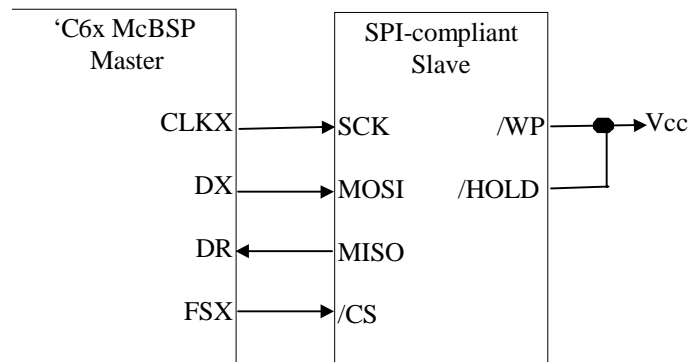 ‘C6x McBSP
Master
SPI-compliant
Slave
CLKX
SCK
/WP
Vcc
DX
MOSI
/HOLD
DR
MISO
FSX
/CS